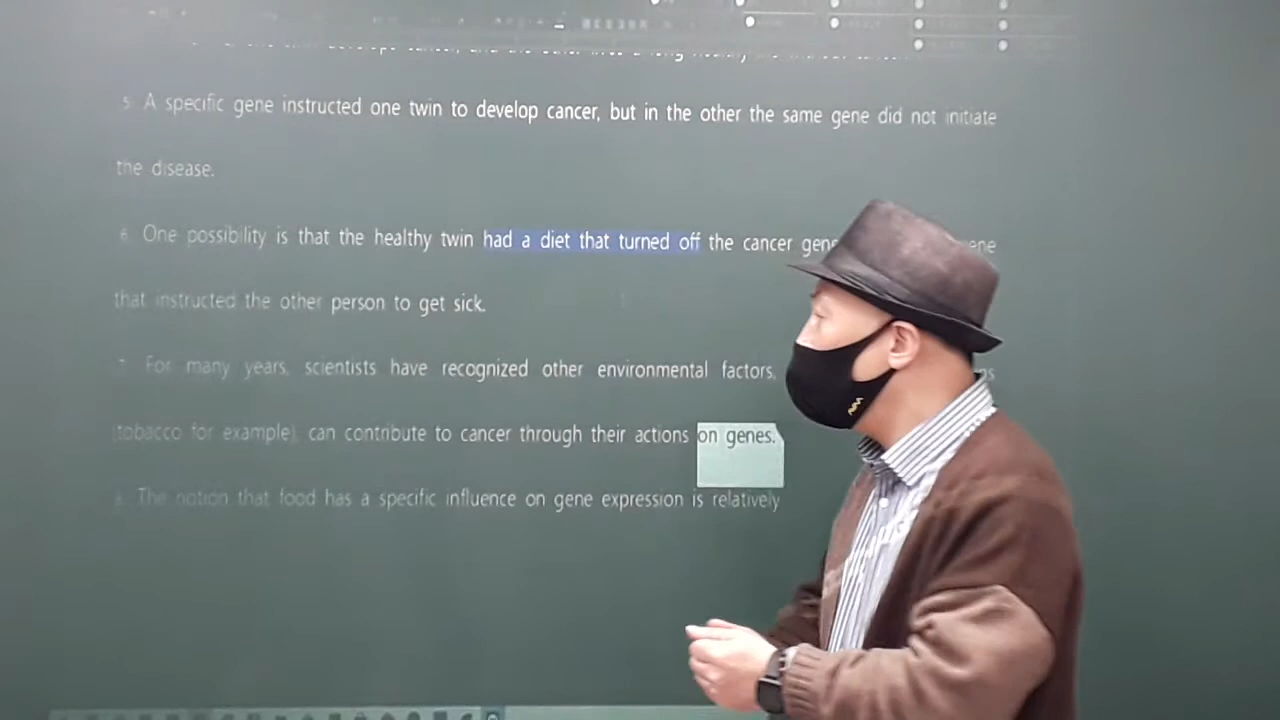 5. A specific gene instructed one twin to develop cancer, but in the other the same gene did not initiate
the disease.
6. One possibility is that the healthy twin had a diet that turned off the cancer
that instructed the other person to get sick.
7. For many years, scientists have recognized other environmental factors,
(tobacco for example), can contribute to cancer through their actions on genes.
8. The notion that food has a specific influence on gene expression is relatively